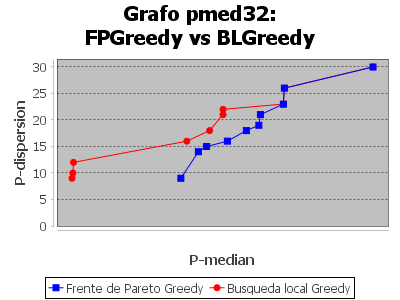 Grafo pmed32:
FPGreedy vs BLGreedy
P-dispersion
30
25
20
15
10
5
0
P-median
Frente de Pareto Greedy
Busqueda local Greedy